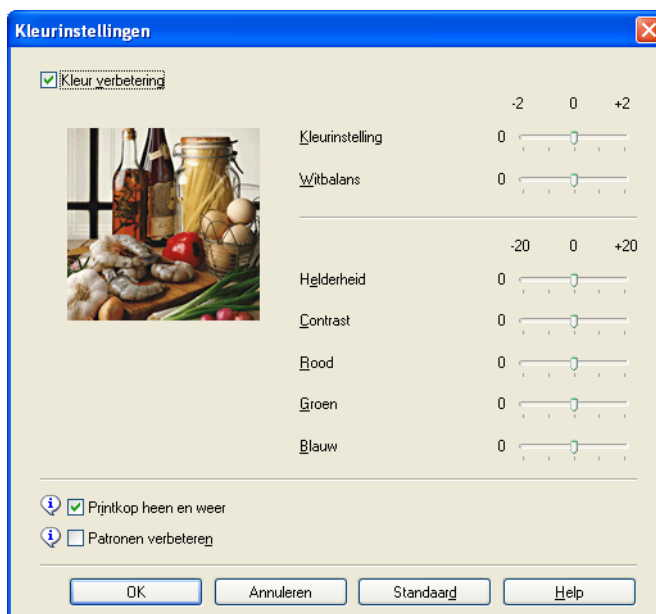 Kleurinstellingen
Kleur verbetering
-2 0 +2
Kleurinstelling 0
Witbalans 0
-20 0 +20
Helderheid 0
Contrast 0
Rood 0
Groen 0
Blauw 0
Printkop heen en weer
Patronen verbeteren
OK Annuleren Standaard Help